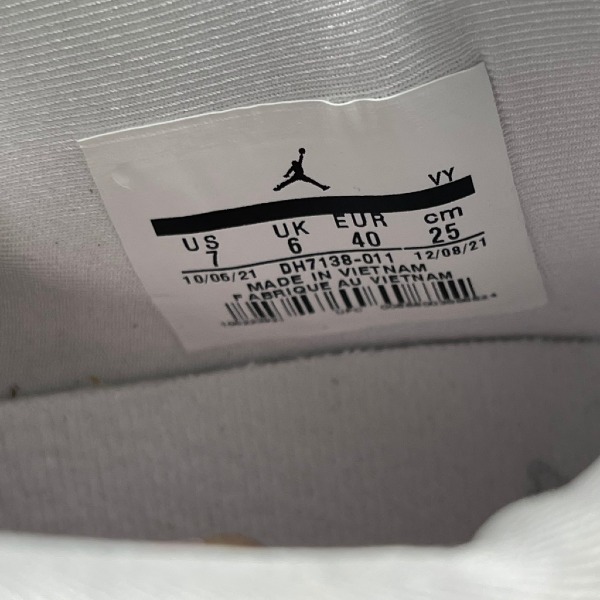 VY
US UK EUR cm
7 6 40 25
10/06/21 DH7138-011 12/08/21
MADE IN VIETNAM
FABRIQUE AU VIETNAM
UPC